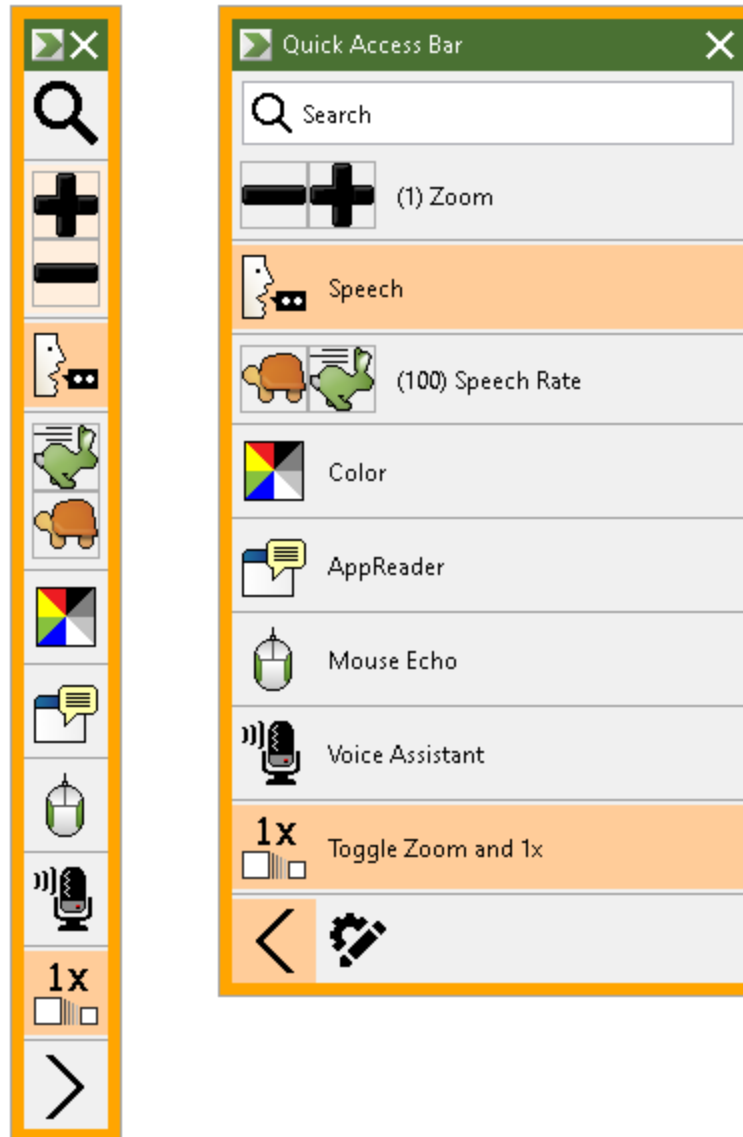 1x
Quick Access Bar
Search
(1) Zoom
Speech
(100) Speech Rate
Color
AppReader
Mouse Echo
Voice Assistant
1x Toggle Zoom and 1x